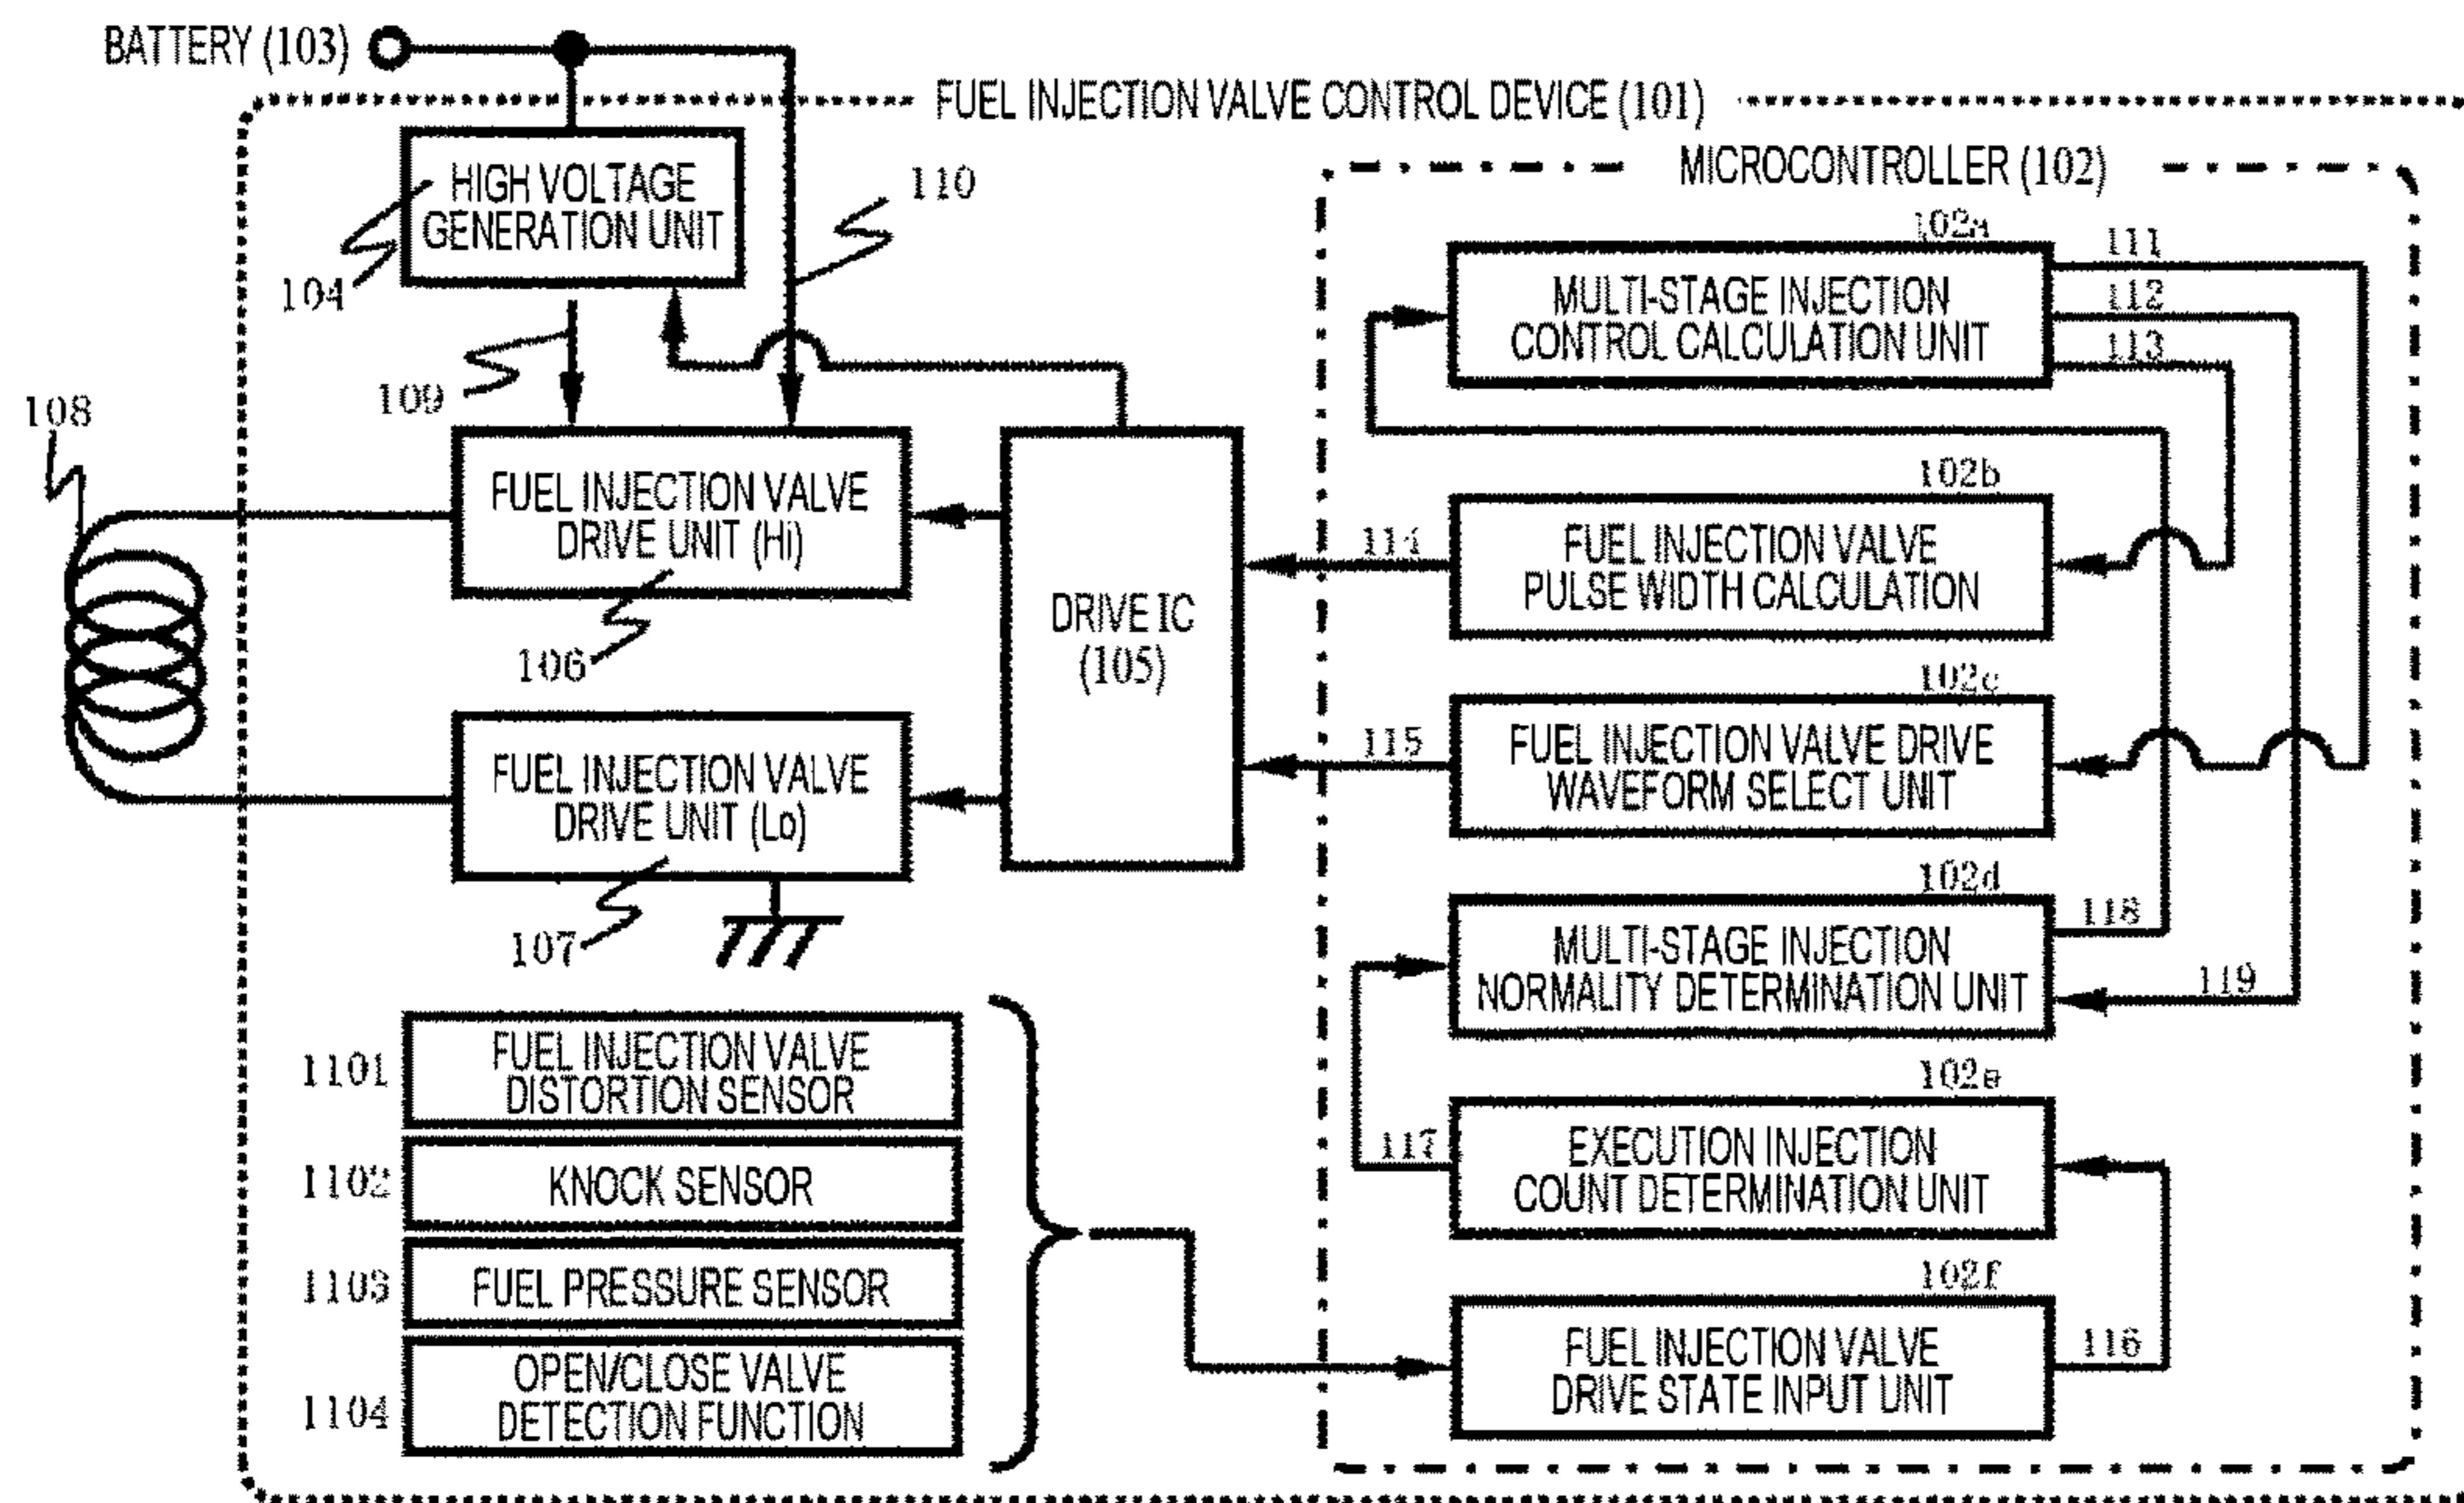 BATTERY (103)
FUEL INJECTION VALVE CONTROL DEVICE (101)
MICROCONTROLLER (102)
HIGH VOLTAGE
GENERATION UNIT
104
110
109
108
FUEL INJECTION VALVE
DRIVE UNIT (Hi)
106
DRIVE IC
(105)
FUEL INJECTION VALVE
DRIVE UNIT (Lo)
107
1101
FUEL INJECTION VALVE
DISTORTION SENSOR
1102
KNOCK SENSOR
1103
FUEL PRESSURE SENSOR
1104
OPEN/CLOSE VALVE
DETECTION FUNCTION
102a
MULTI-STAGE INJECTION
CONTROL CALCULATION UNIT
111
112
113
102b
114
FUEL INJECTION VALVE
PULSE WIDTH CALCULATION
102c
115
FUEL INJECTION VALVE DRIVE
WAVEFORM SELECT UNIT
102d
118
MULTI-STAGE INJECTION
NORMALITY DETERMINATION UNIT
119
102e
117
EXECUTION INJECTION
COUNT DETERMINATION UNIT
102f
FUEL INJECTION VALVE
DRIVE STATE INPUT UNIT
116